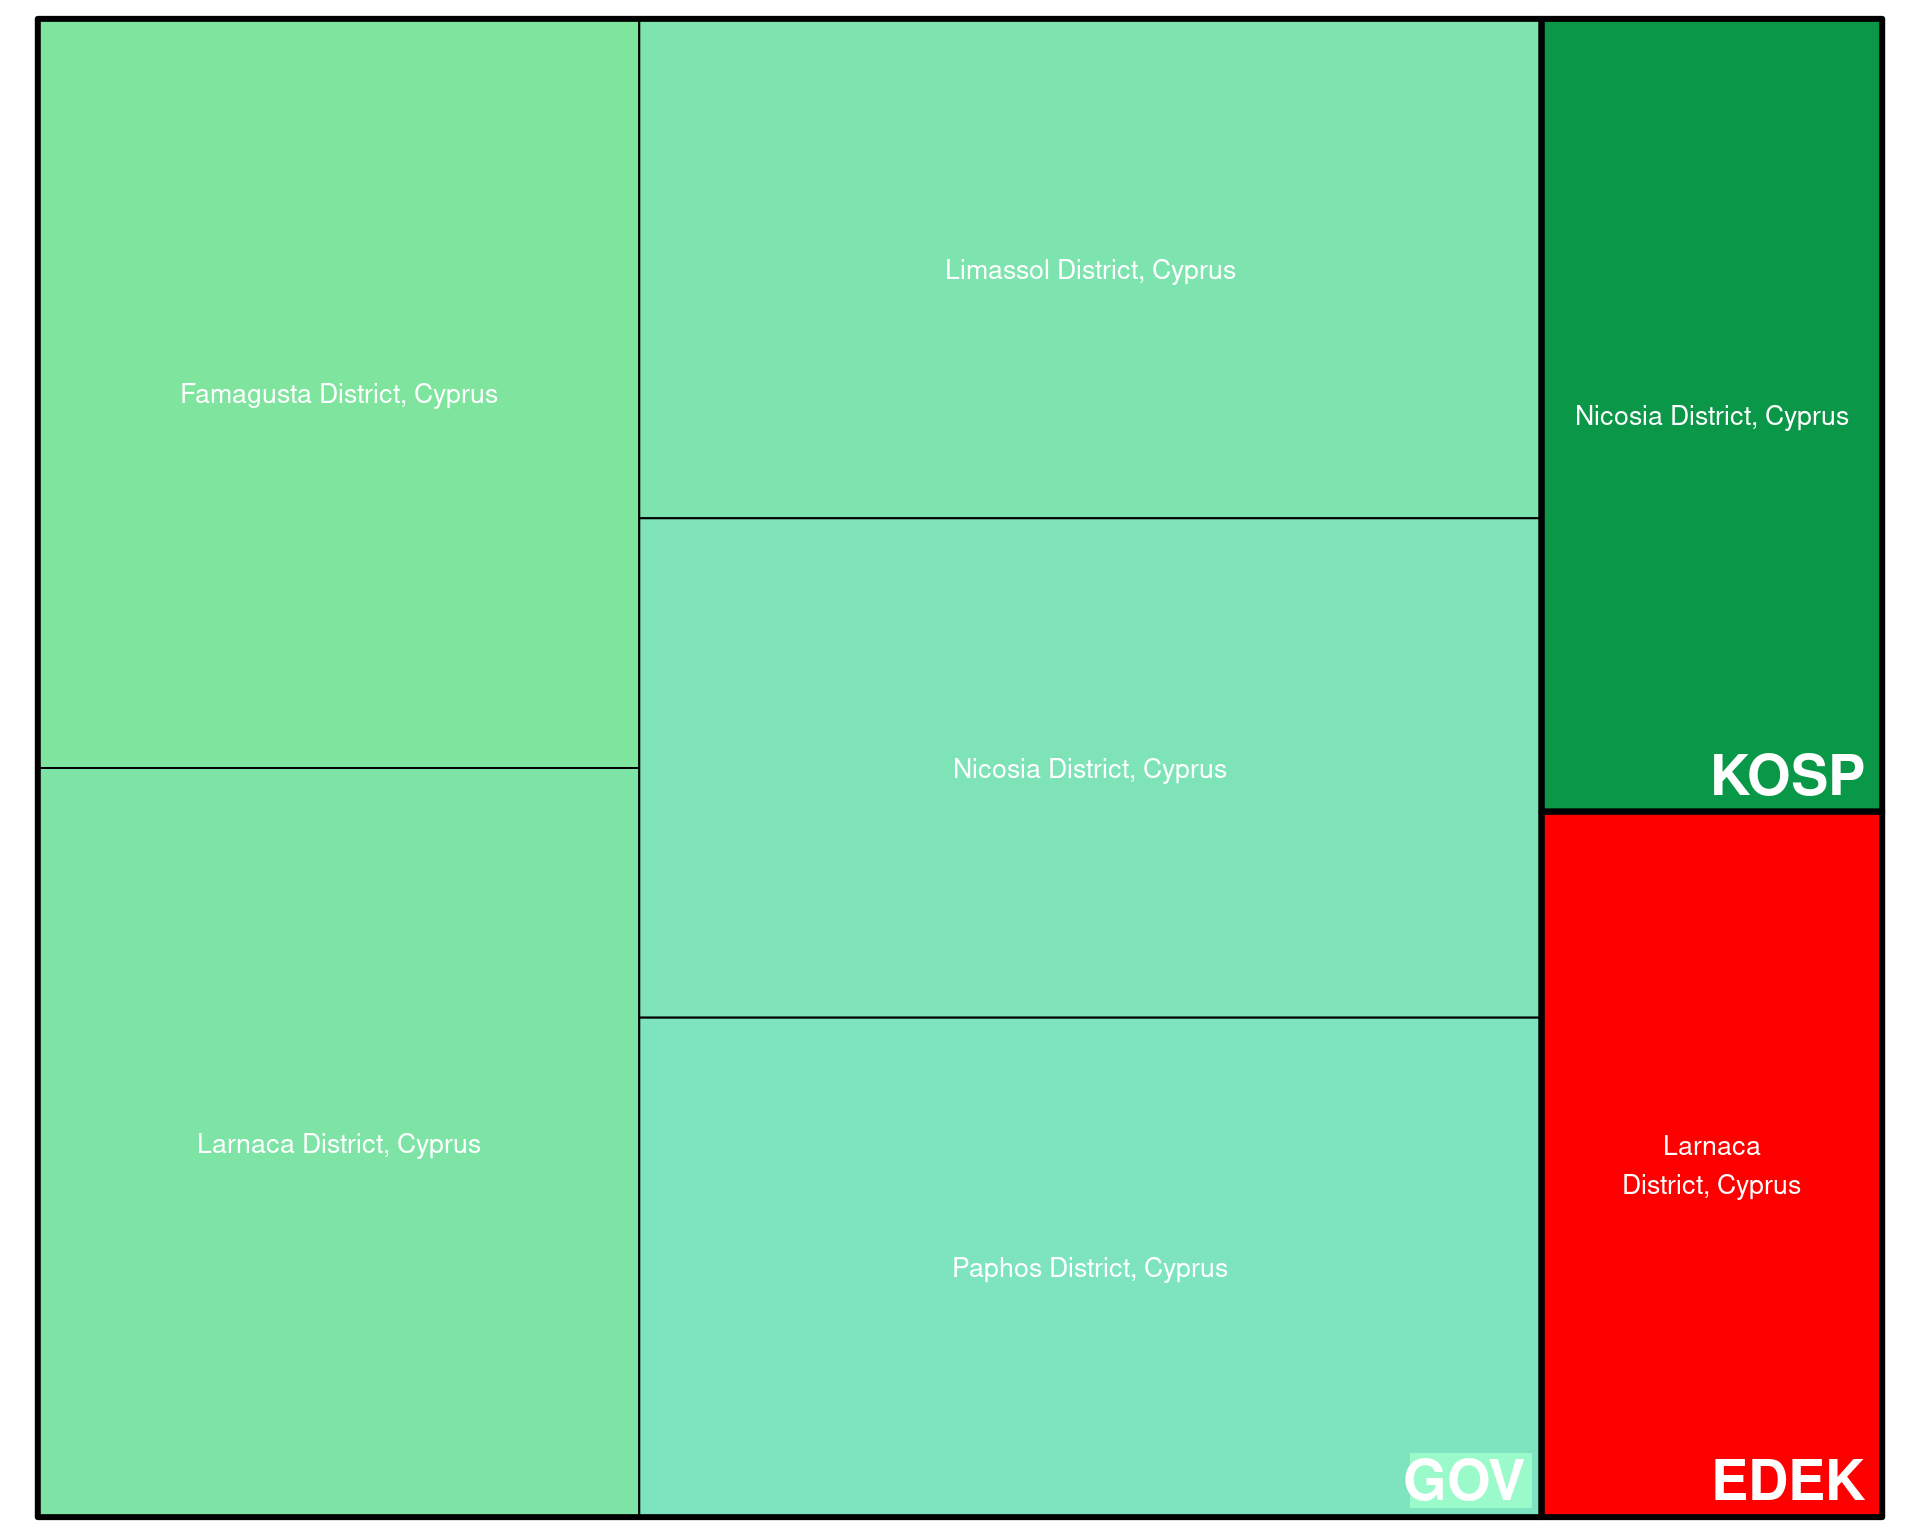 Famagusta District, Cyprus
Larnaca District, Cyprus
Limassol District, Cyprus
Nicosia District, Cyprus
Paphos District, Cyprus
GOV
Nicosia District, Cyprus
KOSP
Larnaca
District, Cyprus
EDEK